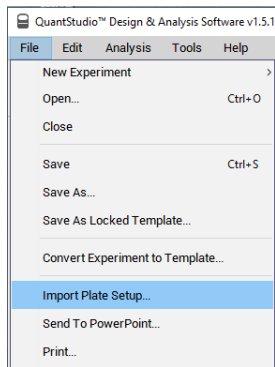 QuantStudio™ Design & Analysis Software v1.5.1
File Edit Analysis Tools Help
New Experiment >
Open... Ctrl+O
Close
Save Ctrl+S
Save As...
Save As Locked Template...
Convert Experiment to Template...
Import Plate Setup...
Send To PowerPoint...
Print...